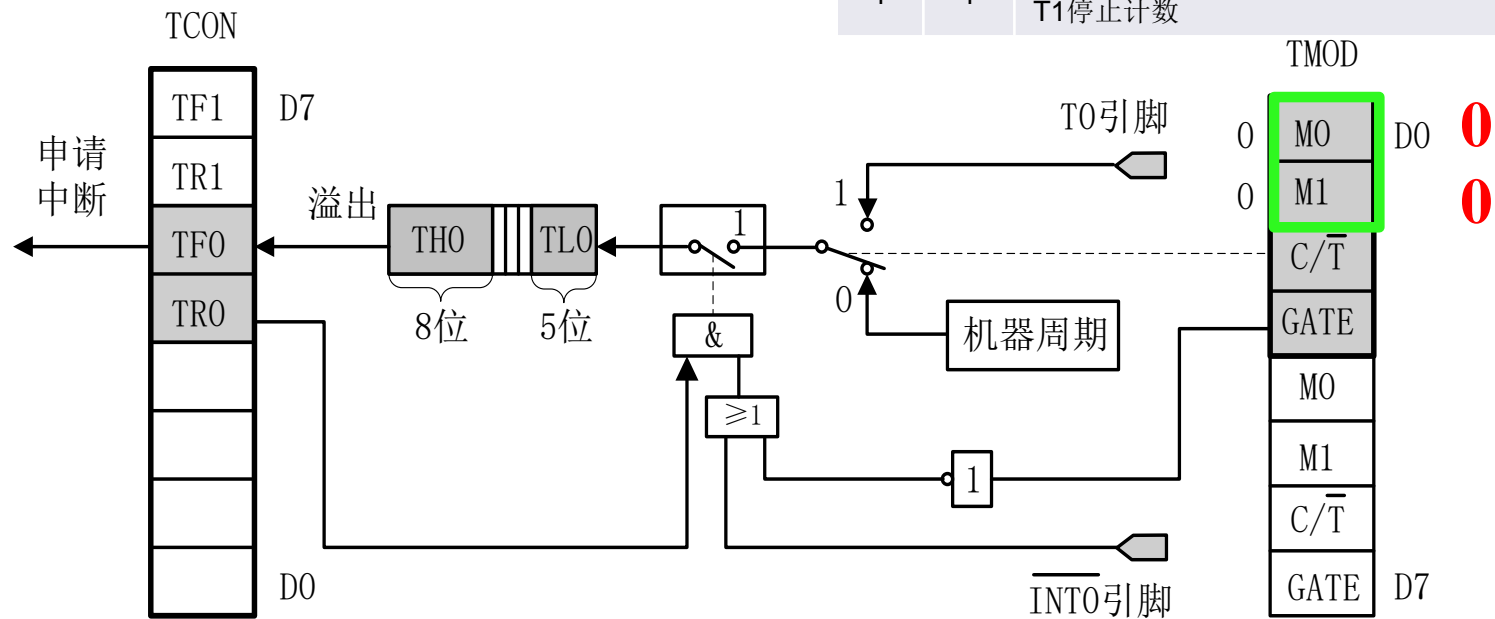 T1停止计数
TCON
TMOD
TF1 D7
TR1
TF0
TR0
D0
申请
中断
溢出
TH0
TL0
8位
5位
1
&
≥1
1
T0引脚
1
0
机器周期
INT0引脚
0 M0 D0 0
0 M1 0
C/T̅
GATE
M0
M1
C/T̅
GATE D7